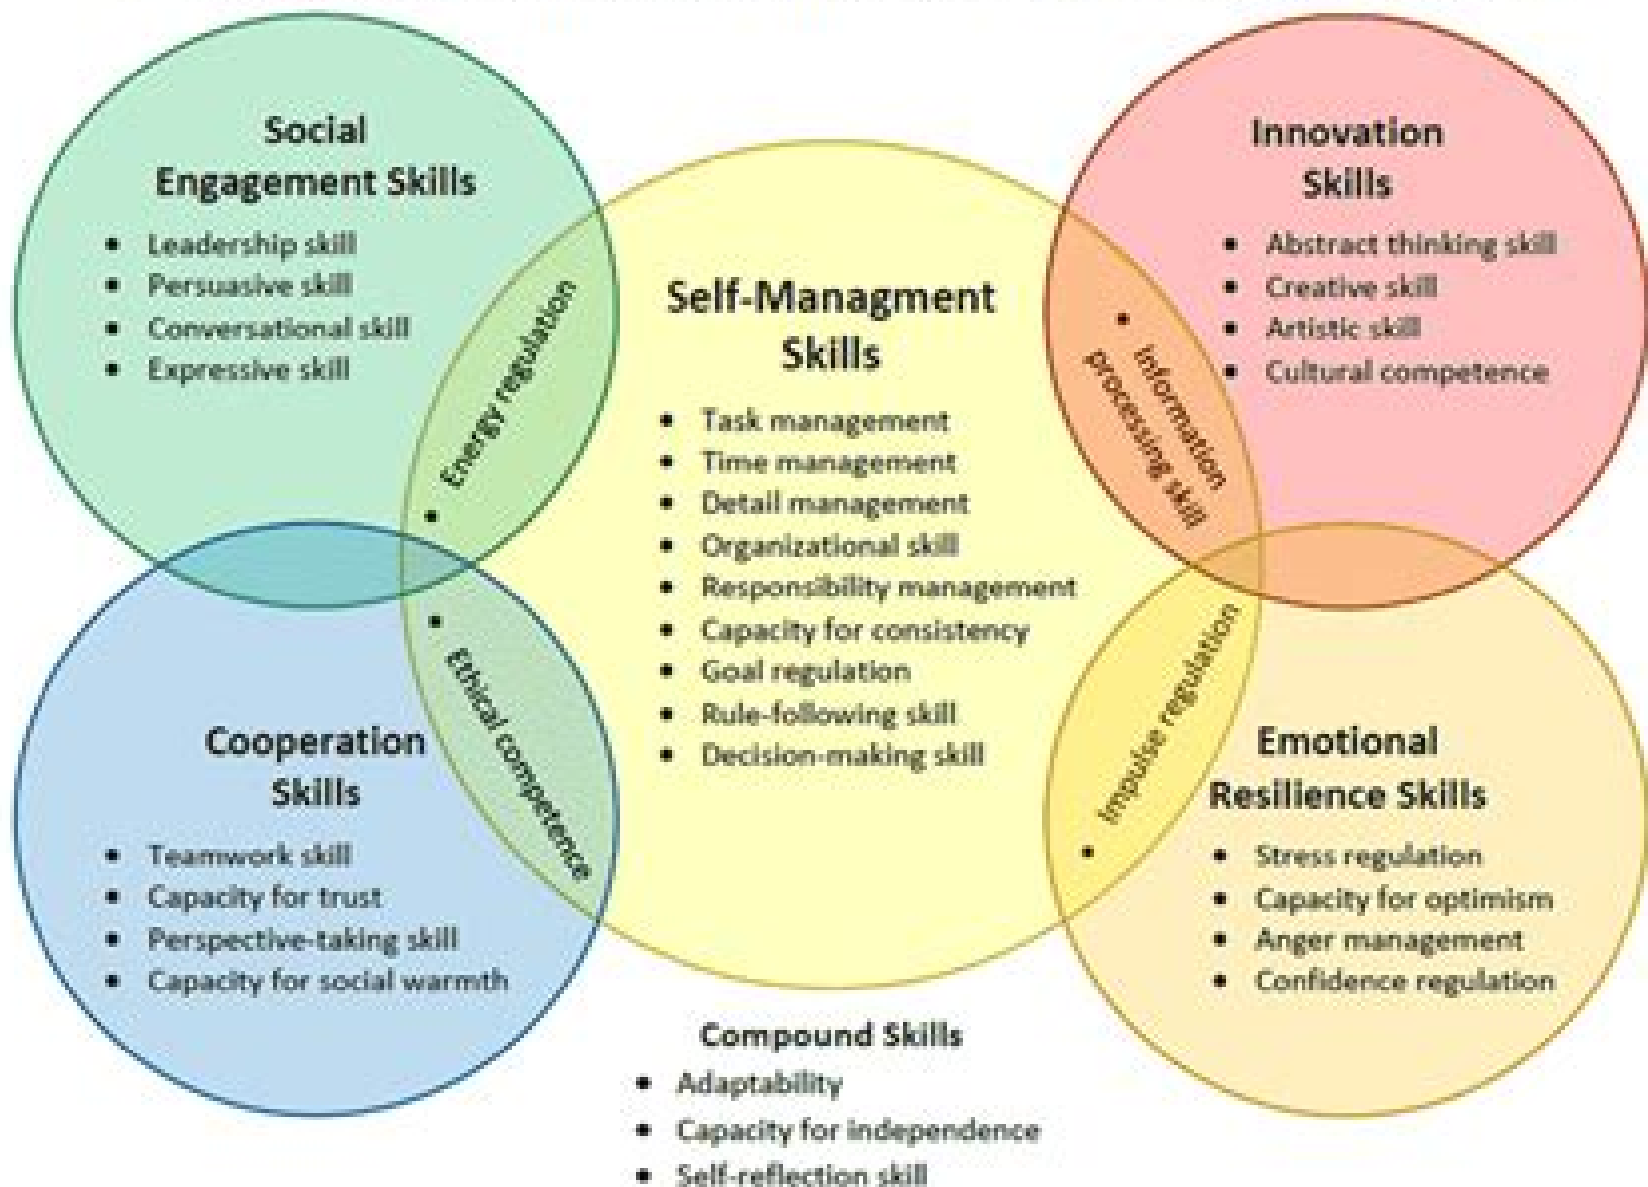 Social
Engagement Skills
• Leadership skill
• Persuasive skill
• Conversational skill
• Expressive skill
• Energy regulation
Self-Managment
Skills
• Task management
• Time management
• Detail management
• Organizational skill
• Responsibility management
• Capacity for consistency
• Goal regulation
• Rule-following skill
• Decision-making skill
Innovation
Skills
• Abstract thinking skill
• Creative skill
• Artistic skill
• Cultural competence
• Information
processing skill
Cooperation
Skills
• Teamwork skill
• Capacity for trust
• Perspective-taking skill
• Capacity for social warmth
• Ethical competence
• Impulse regulation
Emotional
Resilience Skills
• Stress regulation
• Capacity for optimism
• Anger management
• Confidence regulation
Compound Skills
• Adaptability
• Capacity for independence
• Self-reflection skill